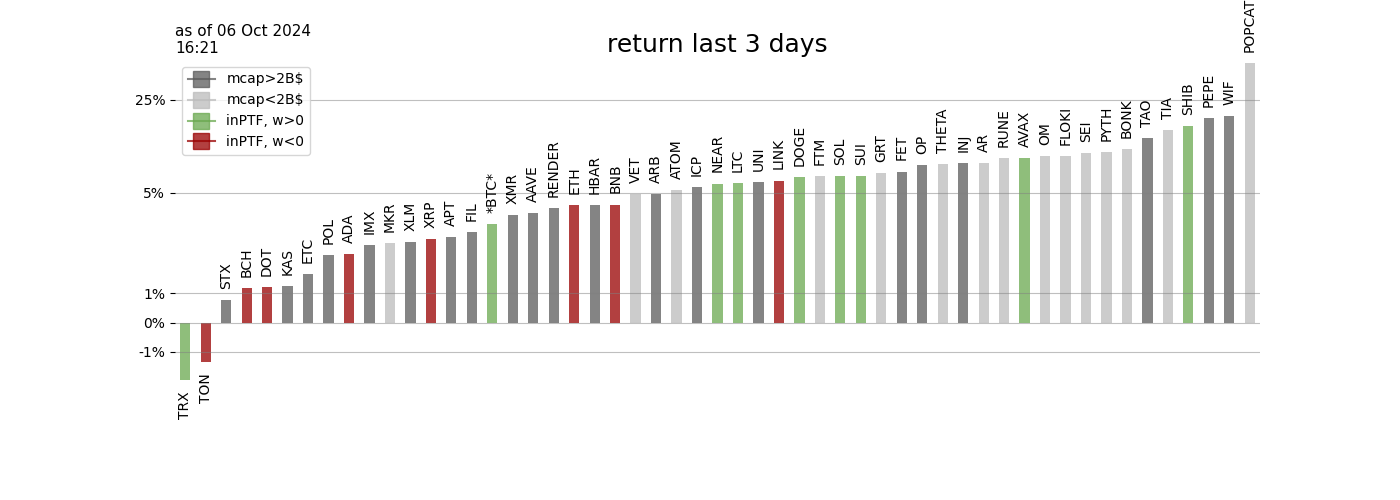 as of 06 Oct 2024
16:21
return last 3 days
mcap>2B$
mcap<2B$
inPTF, w>0
inPTF, w<0
25%
5%
1%
0%
-1%
TRX
TON
STX
BCH
DOT
KAS
ETC
POL
ADA
IMX
MKR
XLM
XRP
APT
FIL
*BTC*
XMR
AAVE
RENDER
ETH
HBAR
BNB
VET
ARB
ATOM
ICP
NEAR
LTC
UNI
LINK
DOGE
FTM
SOL
SUI
GRT
FET
OP
THETA
INJ
AR
RUNE
AVAX
OM
FLOKI
SEI
PYTH
BONK
TAO
TIA
SHIB
PEPE
WIF
POPCAT